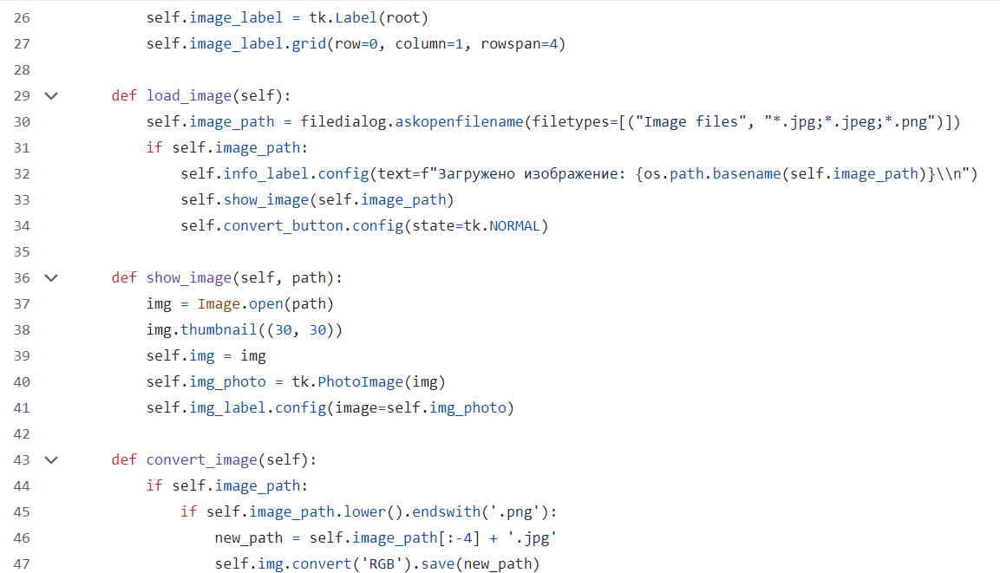 26 self.image_label = tk.Label(root)
27 self.image_label.grid(row=0, column=1, rowspan=4)
28
29 def load_image(self):
30 self.image_path = filedialog.askopenfilename(filetypes=[("Image files", "*.jpg;*.jpeg;*.png")])
31 if self.image_path:
32 self.info_label.config(text=f"Загружено изображение: {os.path.basename(self.image_path)}\\n")
33 self.show_image(self.image_path)
34 self.convert_button.config(state=tk.NORMAL)
35
36 def show_image(self, path):
37 img = Image.open(path)
38 img.thumbnail((30, 30))
39 self.img = img
40 self.img_photo = tk.PhotoImage(img)
41 self.img_label.config(image=self.img_photo)
42
43 def convert_image(self):
44 if self.image_path:
45 if self.image_path.lower().endswith('.png'):
46 new_path = self.image_path[:-4] + '.jpg'
47 self.img.convert('RGB').save(new_path)